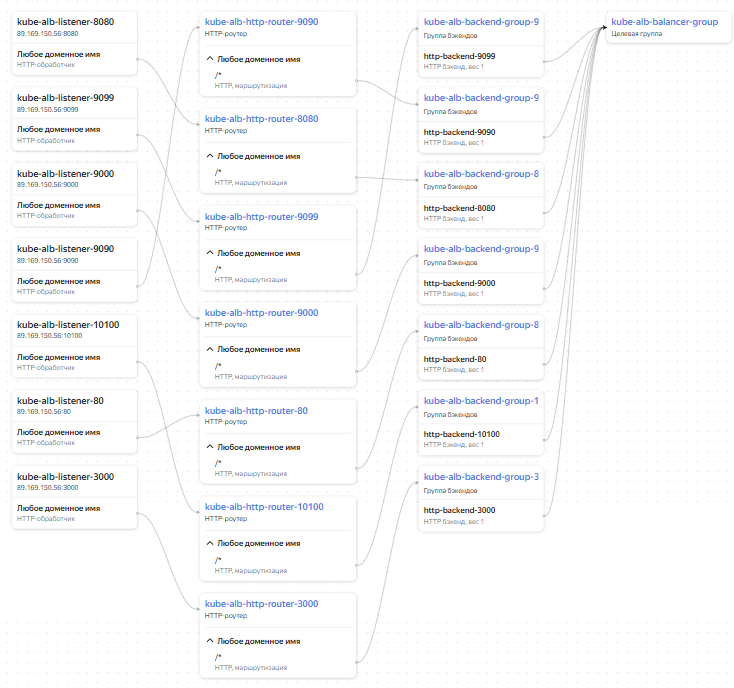 kube-alb-listener-8080
89.169.150.56:8080
Любое доменное имя
HTTP-обработчик
kube-alb-listener-9099
89.169.150.56:9099
Любое доменное имя
HTTP-обработчик
kube-alb-listener-9000
89.169.150.56:9000
Любое доменное имя
HTTP-обработчик
kube-alb-listener-9090
89.169.150.56:9090
Любое доменное имя
HTTP-обработчик
kube-alb-listener-10100
89.169.150.56:10100
Любое доменное имя
HTTP-обработчик
kube-alb-listener-80
89.169.150.56:80
Любое доменное имя
HTTP-обработчик
kube-alb-listener-3000
89.169.150.56:3000
Любое доменное имя
HTTP-обработчик
kube-alb-http-router-9090
HTTP-роутер
Любое доменное имя
/*
HTTP, маршрутизация
kube-alb-http-router-8080
HTTP-роутер
Любое доменное имя
/*
HTTP, маршрутизация
kube-alb-http-router-9099
HTTP-роутер
Любое доменное имя
/*
HTTP, маршрутизация
kube-alb-http-router-9000
HTTP-роутер
Любое доменное имя
/*
HTTP, маршрутизация
kube-alb-http-router-80
HTTP-роутер
Любое доменное имя
/*
HTTP, маршрутизация
kube-alb-http-router-10100
HTTP-роутер
Любое доменное имя
/*
HTTP, маршрутизация
kube-alb-http-router-3000
HTTP-роутер
Любое доменное имя
/*
HTTP, маршрутизация
kube-alb-backend-group-9
Группа бэкендов
http-backend-9099
HTTP бэкенд, вес 1
kube-alb-backend-group-9
Группа бэкендов
http-backend-9090
HTTP бэкенд, вес 1
kube-alb-backend-group-8
Группа бэкендов
http-backend-8080
HTTP бэкенд, вес 1
kube-alb-backend-group-9
Группа бэкендов
http-backend-9000
HTTP бэкенд, вес 1
kube-alb-backend-group-8
Группа бэкендов
http-backend-80
HTTP бэкенд, вес 1
kube-alb-backend-group-1
Группа бэкендов
http-backend-10100
HTTP бэкенд, вес 1
kube-alb-backend-group-3
Группа бэкендов
http-backend-3000
HTTP бэкенд, вес 1
kube-alb-balancer-group
Целевая группа